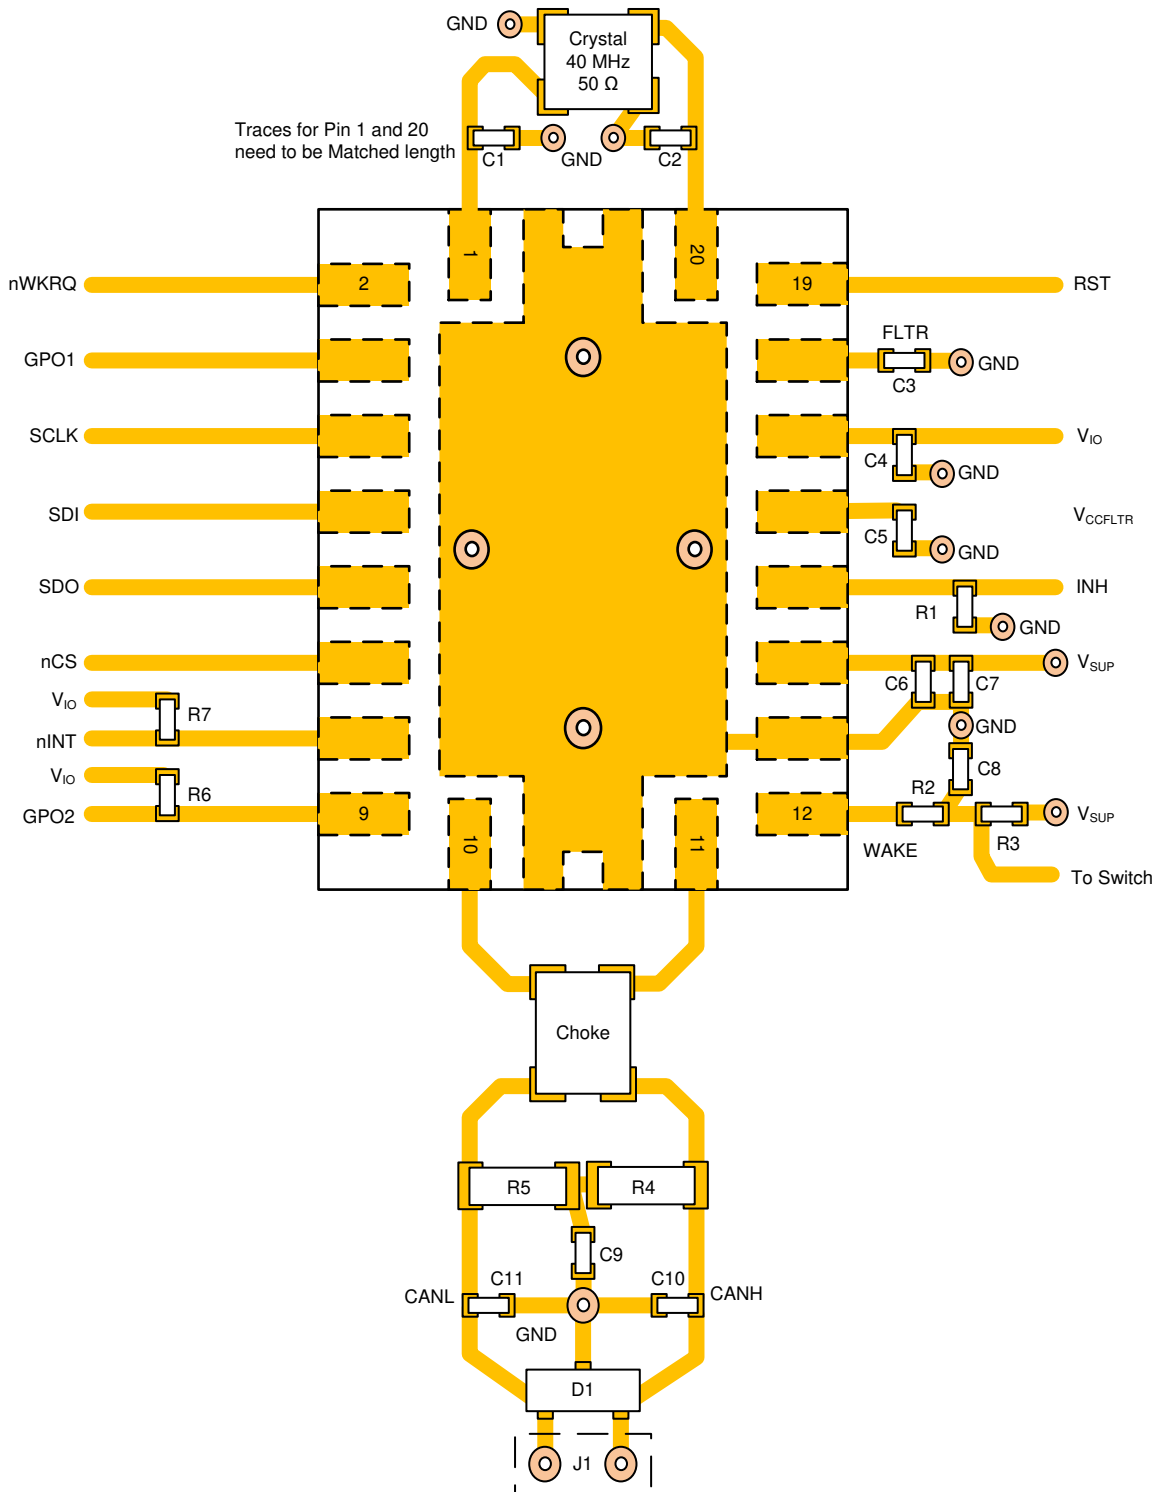 GND
Crystal
40 MHz
50 Ω
Traces for Pin 1 and 20
need to be Matched length
C1
GND
C2
1
20
nWKRQ
2
19
RST
GPO1
FLTR
C3
GND
SCLK
C4
GND
VIO
SDI
C5
GND
VCCFLTR
SDO
R1
GND
INH
nCS
C6
C7
VSUP
VIO
R7
nINT
GND
VIO
R6
C8
GPO2
9
12
R2
R3
VSUP
WAKE
10
11
To Switch
Choke
R5
R4
C9
CANL
C11
C10
CANH
GND
D1
J1